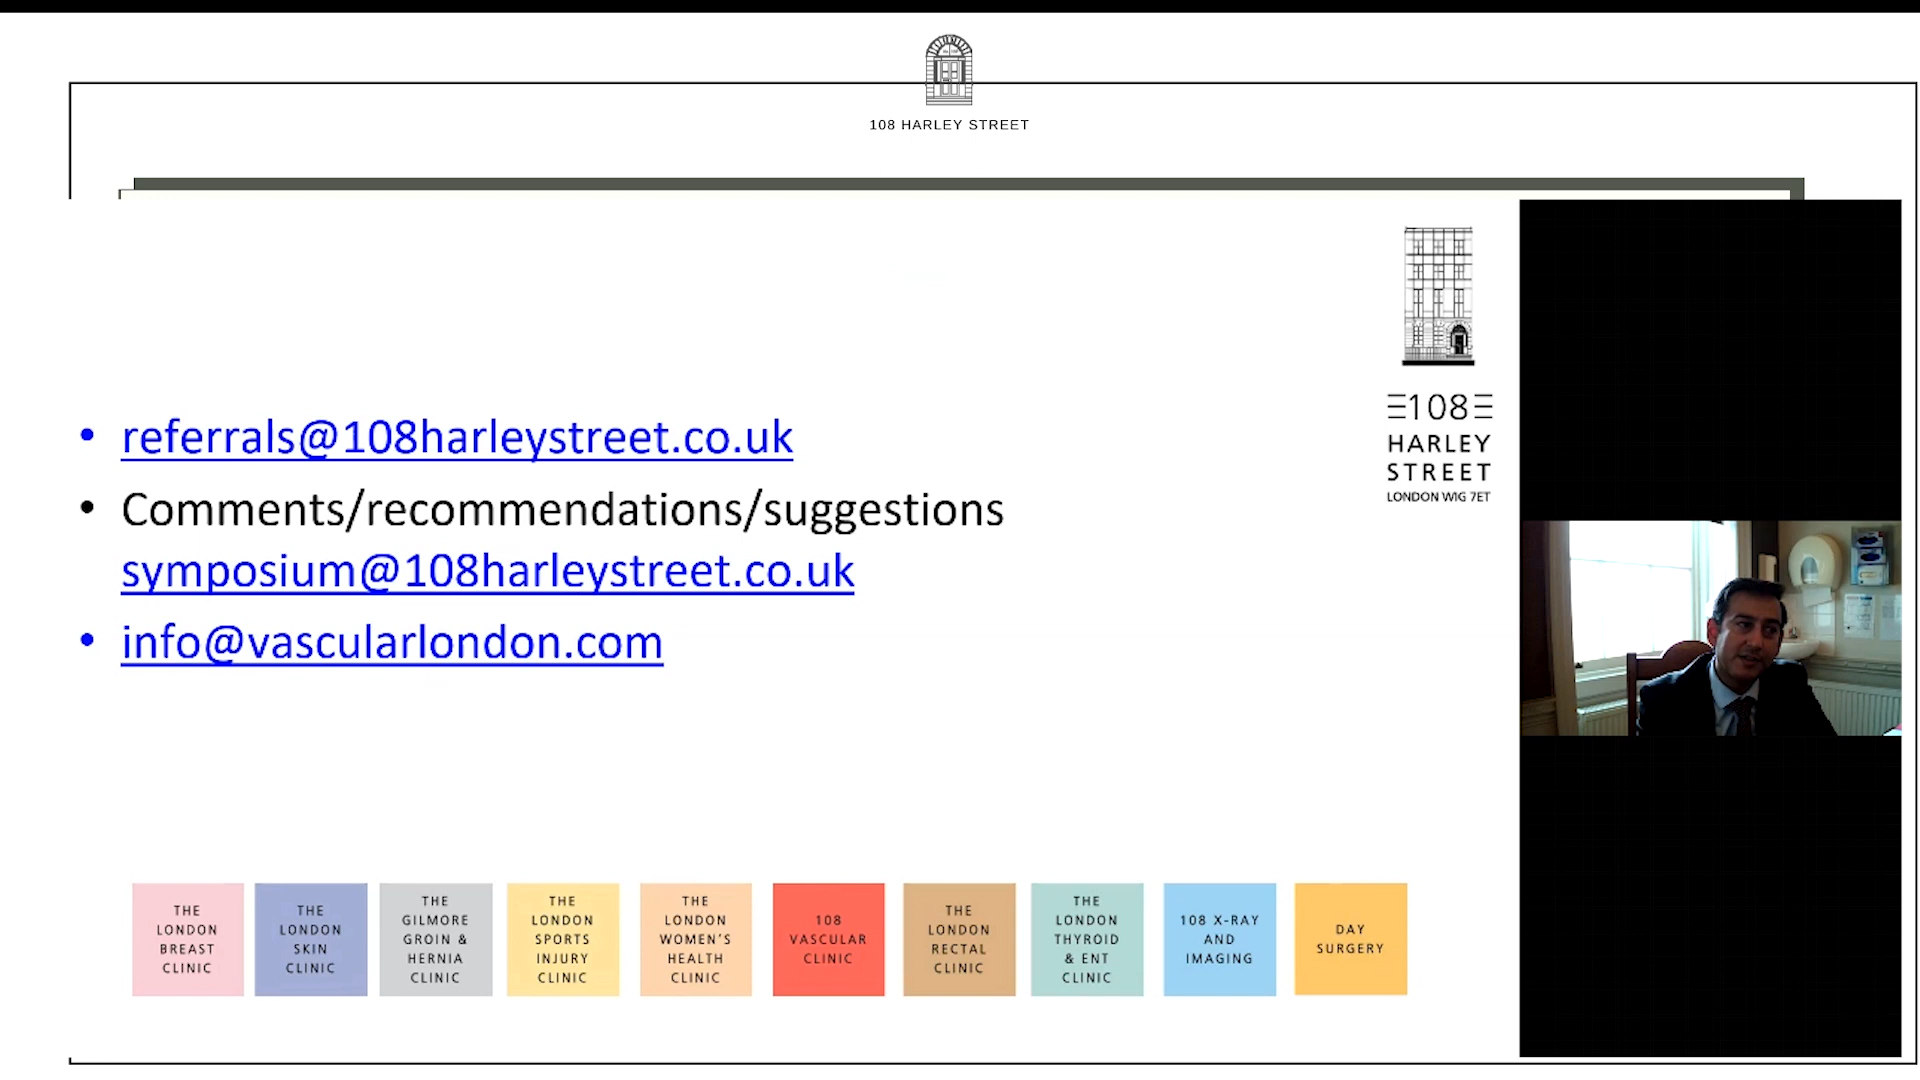 108 HARLEY STREET
referrals@108harleystreet.co.uk
Comments/recommendations/suggestions
symposium@108harleystreet.co.uk
info@vascularlondon.com
108
HARLEY
STREET
LONDON W1G 7ET
THE
LONDON
BREAST
CLINIC
THE
LONDON
SKIN
CLINIC
THE
GILMORE
GROIN &
HERNIA
CLINIC
THE
LONDON
SPORTS
INJURY
CLINIC
THE
LONDON
WOMEN'S
HEALTH
CLINIC
108
VASCULAR
CLINIC
THE
LONDON
RECTAL
CLINIC
THE
LONDON
THYROID
& ENT
CLINIC
108 X-RAY
AND
IMAGING
DAY
SURGERY